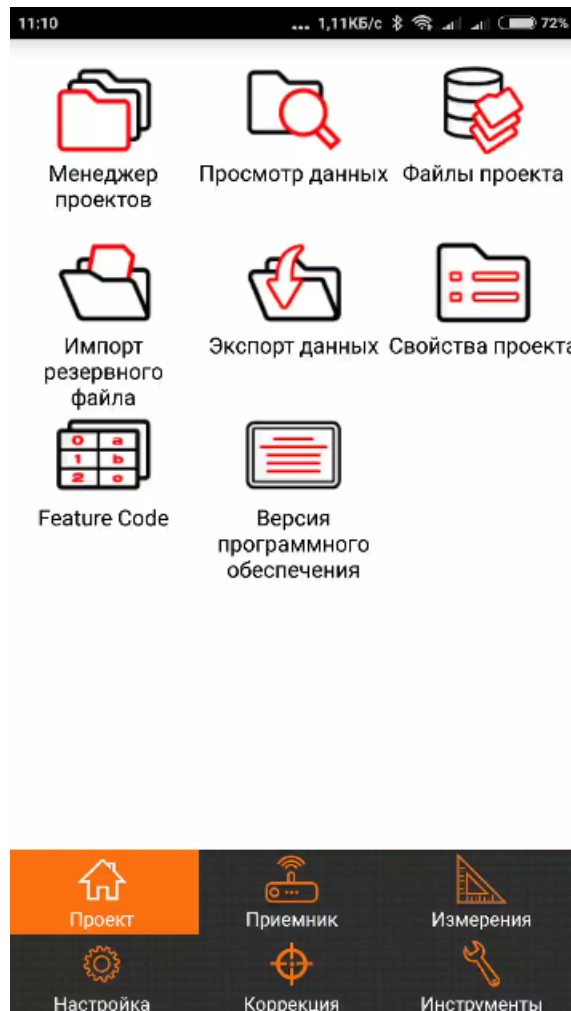 11:10 ... 1,11КБ/с 72%
Менеджер проектов
Просмотр данных
Файлы проекта
Импорт резервного файла
Экспорт данных
Свойства проекта
0 a
1 b
2 c
Feature Code
Версия программного обеспечения
Проект
Приемник
Измерения
Настройка
Коррекция
Инструменты